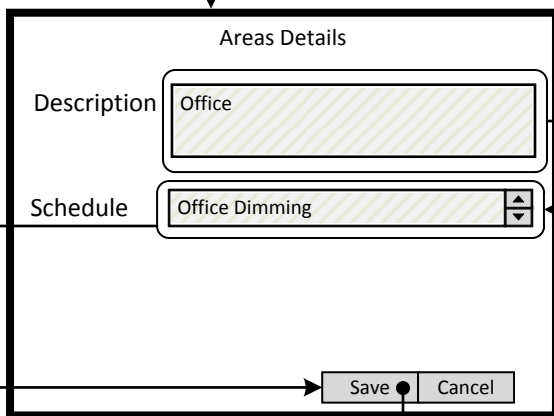 Areas Details
Description Office
Schedule Office Dimming
Save Cancel